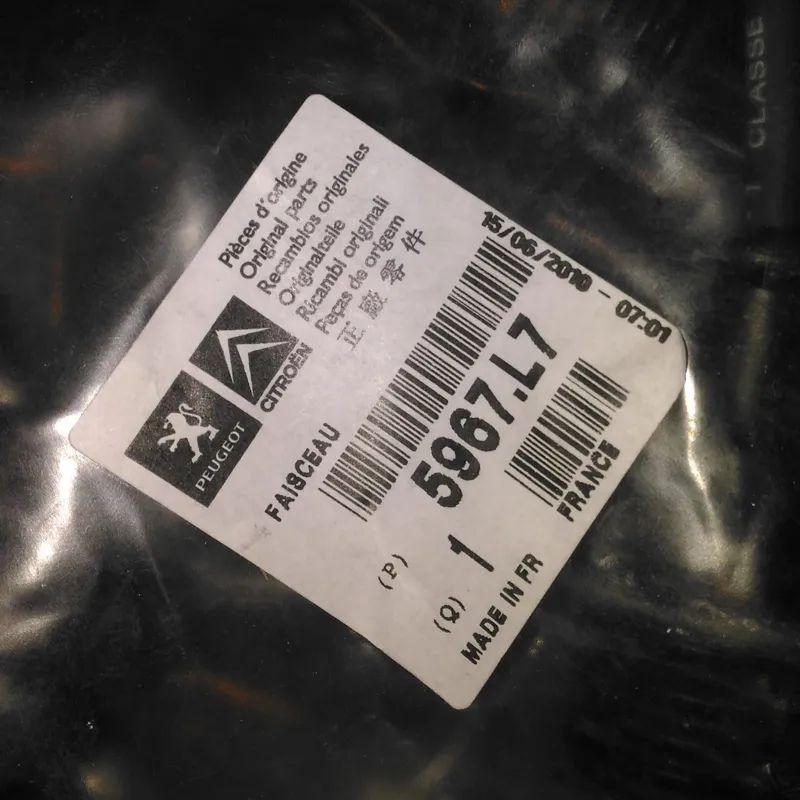 Pièces d'origine
Original parts
Recambios originales
Originalteile
Ricambi originali
Peças de origem
正廠零件
PEUGEOT
CITROËN
15/06/2010 - 07:01
FAISCEAU
(P) 5967.L7
(Q) 1
MADE IN FR
FRANCE
1 CLASSE